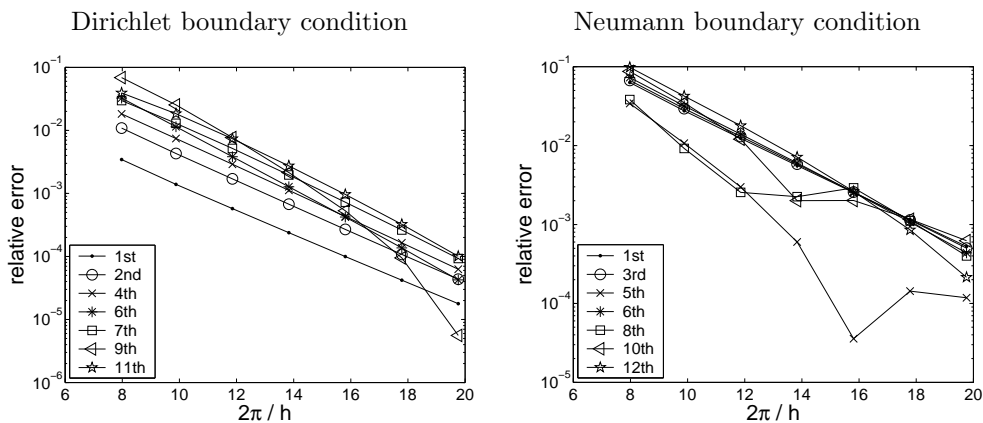 Dirichlet boundary condition
relative error
10⁻¹
10⁻²
10⁻³
10⁻⁴
10⁻⁵
10⁻⁶
1st
2nd
4th
6th
7th
9th
11th
6 8 10 12 14 16 18 20
2π / h
Neumann boundary condition
relative error
10⁻¹
10⁻²
10⁻³
10⁻⁴
10⁻⁵
1st
3rd
5th
6th
8th
10th
12th
6 8 10 12 14 16 18 20
2π / h